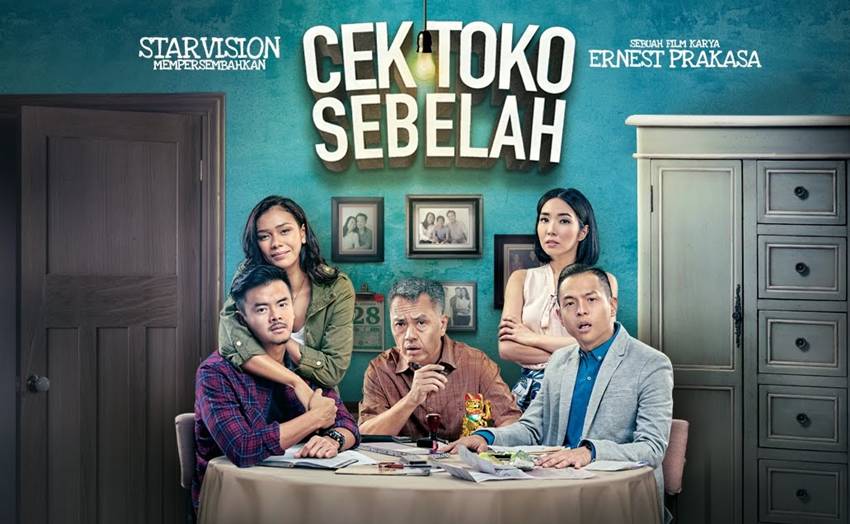 STARVISION
MEMPERSEMBAHKAN
CEK TOKO
SEBELAH
SEBUAH FILM KARYA
ERNEST PRAKASA
28